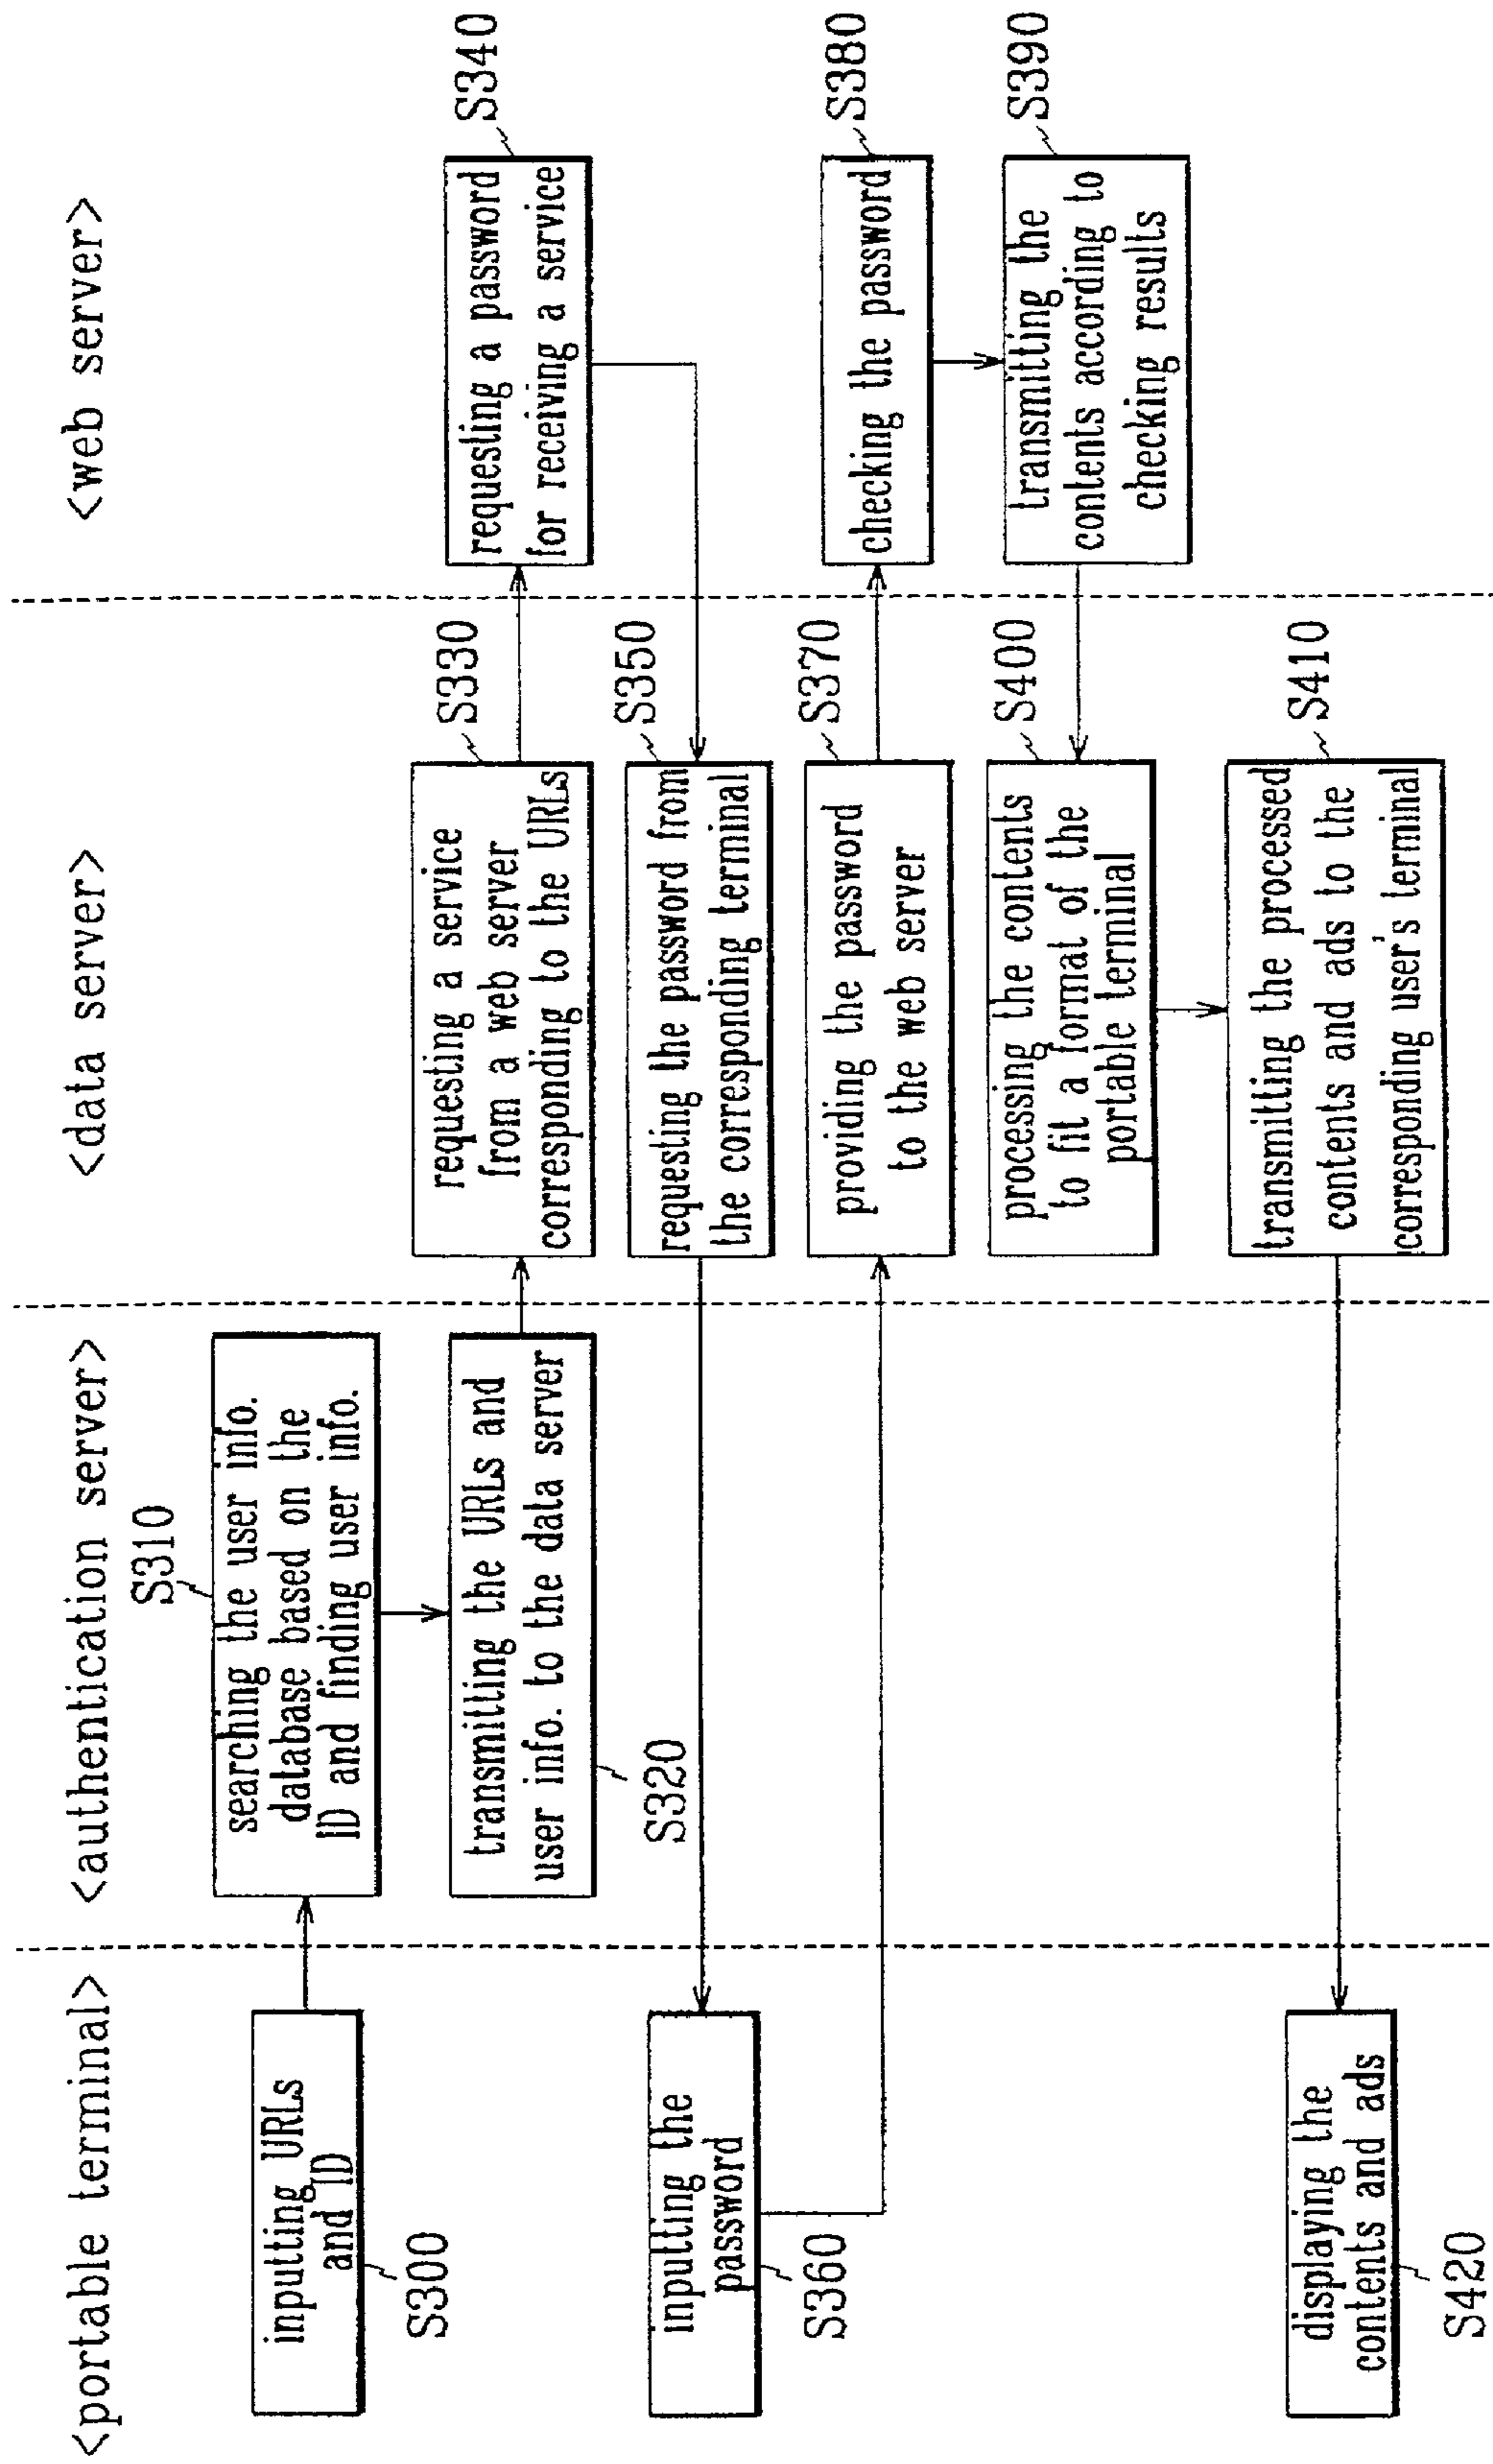 <portable terminal>
<authentication server>
<data server>
<web server>
inputting URLs
and ID
S300
S310
searching the user info.
database based on the
ID and finding user info.
transmitting the URLs and
user info. to the data server
S320
S330
requesting a service
from a web server
corresponding to the URLs
S340
requesting a password
for receiving a service
S350
requesting the password from
the corresponding terminal
inputting the
password
S360
S370
providing the password
to the web server
S380
checking the password
S390
transmitting the
contents according to
checking results
S400
processing the contents
to fit a format of the
portable terminal
S410
transmitting the processed
contents and ads to the
corresponding user's terminal
displaying the
contents and ads
S420